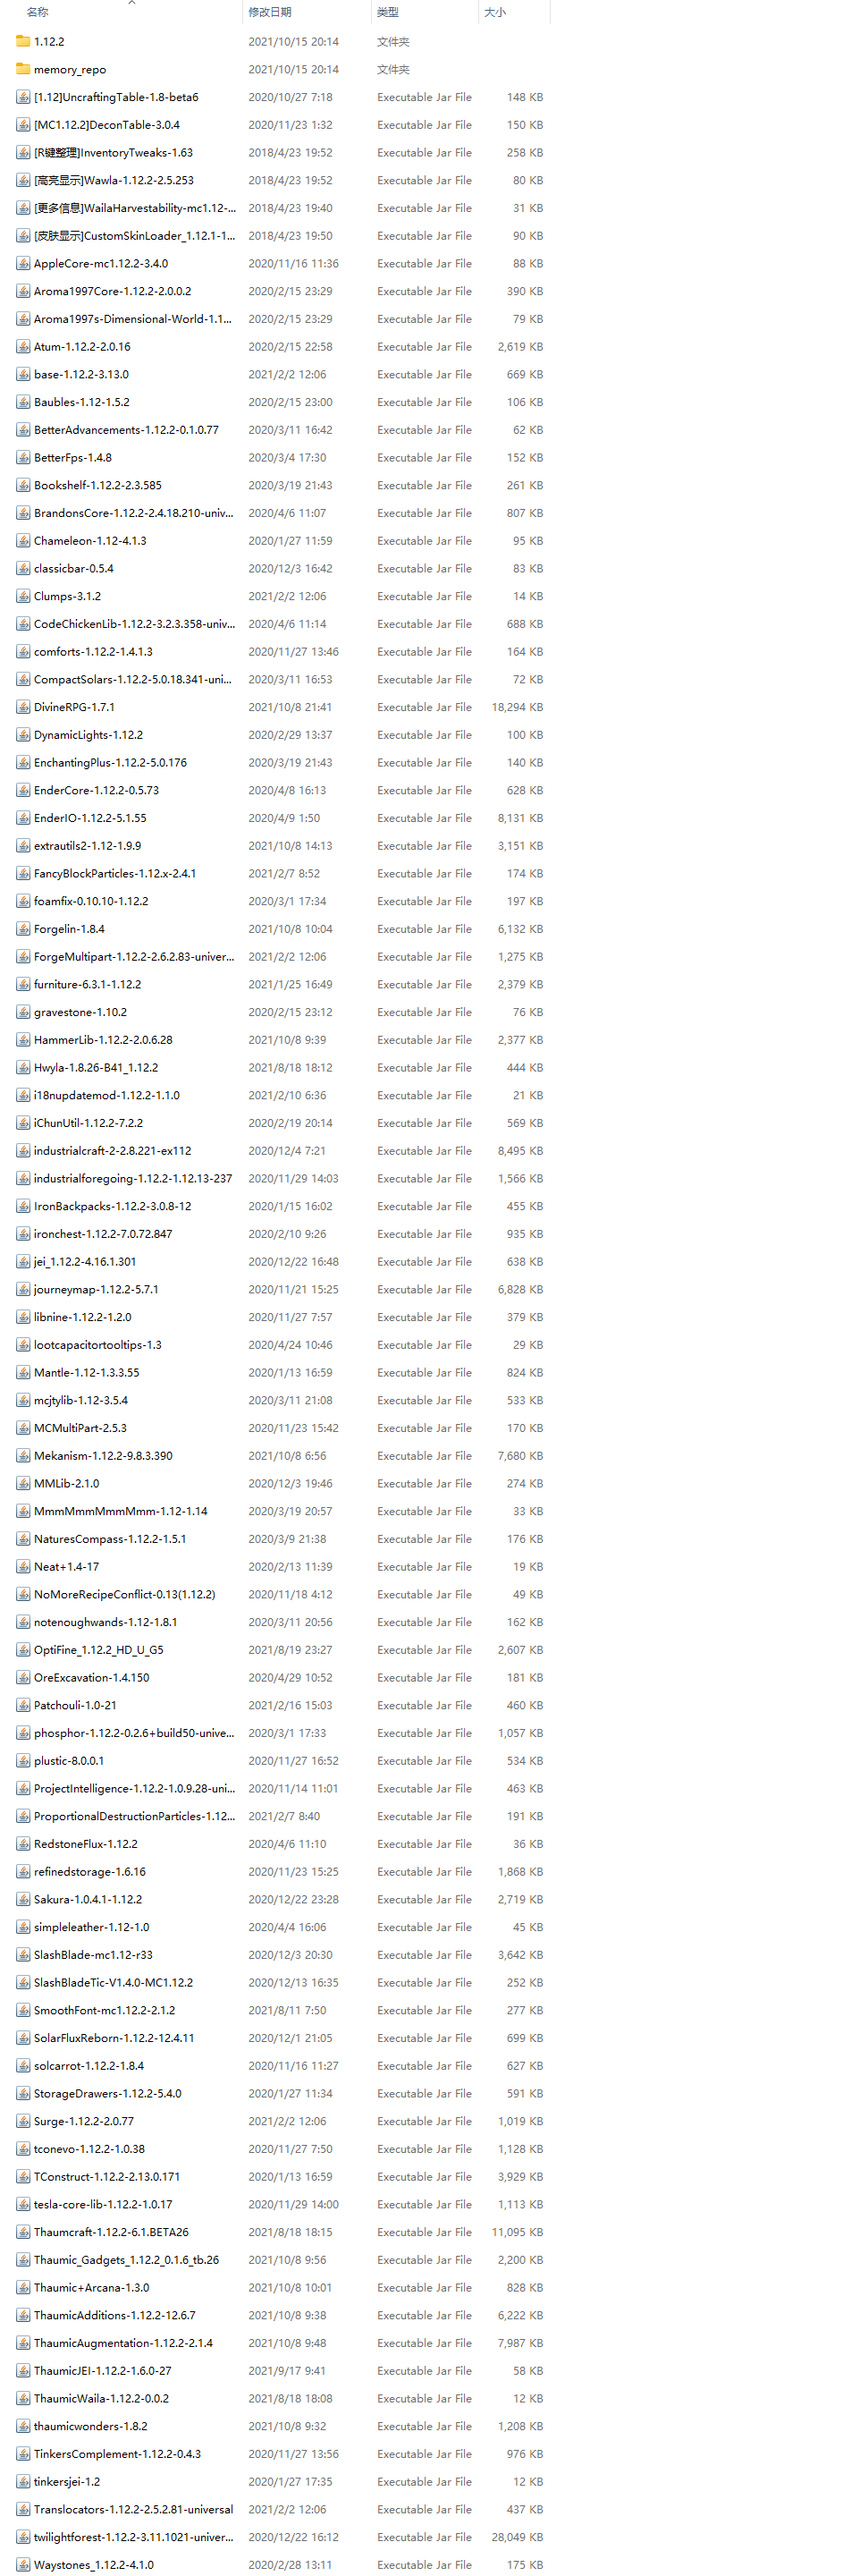 名称 修改日期 类型 大小
1.12.2 2021/10/15 20:14 文件夹
memory_repo 2021/10/15 20:14 文件夹
[1.12]UncraftingTable-1.8-beta6 2020/10/27 7:18 Executable Jar File 148 KB
[MC1.12.2]DeconTable-3.0.4 2020/11/23 1:32 Executable Jar File 150 KB
[R键整理]InventoryTweaks-1.63 2018/4/23 19:52 Executable Jar File 258 KB
[高亮显示]Wawla-1.12.2-2.5.253 2018/4/23 19:52 Executable Jar File 80 KB
[更多信息]WailaHarvestability-mc1.12-... 2018/4/23 19:40 Executable Jar File 31 KB
[皮肤显示]CustomSkinLoader_1.12.1-1... 2018/4/23 19:50 Executable Jar File 90 KB
AppleCore-mc1.12.2-3.4.0 2020/11/16 11:36 Executable Jar File 88 KB
Aroma1997Core-1.12.2-2.0.0.2 2020/2/15 23:29 Executable Jar File 390 KB
Aroma1997s-Dimensional-World-1.1... 2020/2/15 23:29 Executable Jar File 79 KB
Atum-1.12.2-2.0.16 2020/2/15 22:58 Executable Jar File 2,619 KB
base-1.12.2-3.13.0 2021/2/2 12:06 Executable Jar File 669 KB
Baubles-1.12-1.5.2 2020/2/15 23:00 Executable Jar File 106 KB
BetterAdvancements-1.12.2-0.1.0.77 2020/3/11 16:42 Executable Jar File 62 KB
BetterFps-1.4.8 2020/3/4 17:30 Executable Jar File 152 KB
Bookshelf-1.12.2-2.3.585 2020/3/19 21:43 Executable Jar File 261 KB
BrandonsCore-1.12.2-2.4.18.210-univ... 2020/4/6 11:07 Executable Jar File 807 KB
Chameleon-1.12-4.1.3 2020/1/27 11:59 Executable Jar File 95 KB
classicbar-0.5.4 2020/12/3 16:42 Executable Jar File 83 KB
Clumps-3.1.2 2021/2/2 12:06 Executable Jar File 14 KB
CodeChickenLib-1.12.2-3.2.3.358-univ... 2020/4/6 11:14 Executable Jar File 688 KB
comforts-1.12.2-1.4.1.3 2020/11/27 13:46 Executable Jar File 164 KB
CompactSolars-1.12.2-5.0.18.341-uni... 2020/3/11 16:53 Executable Jar File 72 KB
DivineRPG-1.7.1 2021/10/8 21:41 Executable Jar File 18,294 KB
DynamicLights-1.12.2 2020/2/29 13:37 Executable Jar File 100 KB
EnchantingPlus-1.12.2-5.0.176 2020/3/19 21:43 Executable Jar File 140 KB
EnderCore-1.12.2-0.5.73 2020/4/8 16:13 Executable Jar File 628 KB
EnderIO-1.12.2-5.1.55 2020/4/9 1:50 Executable Jar File 8,131 KB
extrautils2-1.12-1.9.9 2021/10/8 14:13 Executable Jar File 3,151 KB
FancyBlockParticles-1.12.x-2.4.1 2021/2/7 8:52 Executable Jar File 174 KB
foamfix-0.10.10-1.12.2 2020/3/1 17:34 Executable Jar File 197 KB
Forgelin-1.8.4 2021/10/8 10:04 Executable Jar File 6,132 KB
ForgeMultipart-1.12.2-2.6.2.83-univer... 2021/2/2 12:06 Executable Jar File 1,275 KB
furniture-6.3.1-1.12.2 2021/1/25 16:49 Executable Jar File 2,379 KB
gravestone-1.10.2 2020/2/15 23:12 Executable Jar File 76 KB
HammerLib-1.12.2-2.0.6.28 2021/10/8 9:39 Executable Jar File 2,377 KB
Hwyla-1.8.26-B41_1.12.2 2021/8/18 18:12 Executable Jar File 444 KB
i18nupdatemod-1.12.2-1.1.0 2021/2/10 6:36 Executable Jar File 21 KB
iChunUtil-1.12.2-7.2.2 2020/2/19 20:14 Executable Jar File 569 KB
industrialcraft-2-2.8.221-ex112 2020/12/4 7:21 Executable Jar File 8,495 KB
industrialforegoing-1.12.2-1.12.13-237 2020/11/29 14:03 Executable Jar File 1,566 KB
IronBackpacks-1.12.2-3.0.8-12 2020/1/15 16:02 Executable Jar File 455 KB
ironchest-1.12.2-7.0.72.847 2020/2/10 9:26 Executable Jar File 935 KB
jei_1.12.2-4.16.1.301 2020/12/22 16:48 Executable Jar File 638 KB
journeymap-1.12.2-5.7.1 2020/11/21 15:25 Executable Jar File 6,828 KB
libnine-1.12.2-1.2.0 2020/11/27 7:57 Executable Jar File 379 KB
lootcapacitortooltips-1.3 2020/4/24 10:46 Executable Jar File 29 KB
Mantle-1.12-1.3.3.55 2020/1/13 16:59 Executable Jar File 824 KB
mcjtylib-1.12-3.5.4 2020/3/11 21:08 Executable Jar File 533 KB
MCMultiPart-2.5.3 2020/11/23 15:42 Executable Jar File 170 KB
Mekanism-1.12.2-9.8.3.390 2021/10/8 6:56 Executable Jar File 7,680 KB
MMLib-2.1.0 2020/12/3 19:46 Executable Jar File 274 KB
MmmMmmMmmMmm-1.12-1.14 2020/3/19 20:57 Executable Jar File 33 KB
NaturesCompass-1.12.2-1.5.1 2020/3/9 21:38 Executable Jar File 176 KB
Neat+1.4-17 2020/2/13 11:39 Executable Jar File 19 KB
NoMoreRecipeConflict-0.13(1.12.2) 2020/11/18 4:12 Executable Jar File 49 KB
notenoughwands-1.12-1.8.1 2020/3/11 20:56 Executable Jar File 162 KB
OptiFine_1.12.2_HD_U_G5 2021/8/19 23:27 Executable Jar File 2,607 KB
OreExcavation-1.4.150 2020/4/29 10:52 Executable Jar File 181 KB
Patchouli-1.0-21 2021/2/16 15:03 Executable Jar File 460 KB
phosphor-1.12.2-0.2.6+build50-unive... 2020/3/1 17:33 Executable Jar File 1,057 KB
plustic-8.0.0.1 2020/11/27 16:52 Executable Jar File 534 KB
ProjectIntelligence-1.12.2-1.0.9.28-uni... 2020/11/14 11:01 Executable Jar File 463 KB
ProportionalDestructionParticles-1.12... 2021/2/7 8:40 Executable Jar File 191 KB
RedstoneFlux-1.12.2 2020/4/6 11:10 Executable Jar File 36 KB
refinedstorage-1.6.16 2020/11/23 15:25 Executable Jar File 1,868 KB
Sakura-1.0.4.1-1.12.2 2020/12/22 23:28 Executable Jar File 2,719 KB
simpleleather-1.12-1.0 2020/4/4 16:06 Executable Jar File 45 KB
SlashBlade-mc1.12-r33 2020/12/3 20:30 Executable Jar File 3,642 KB
SlashBladeTic-V1.4.0-MC1.12.2 2020/12/13 16:35 Executable Jar File 252 KB
SmoothFont-mc1.12.2-2.1.2 2021/8/11 7:50 Executable Jar File 277 KB
SolarFluxReborn-1.12.2-12.4.11 2020/12/1 21:05 Executable Jar File 699 KB
solcarrot-1.12.2-1.8.4 2020/11/16 11:27 Executable Jar File 627 KB
StorageDrawers-1.12.2-5.4.0 2020/1/27 11:34 Executable Jar File 591 KB
Surge-1.12.2-2.0.77 2021/2/2 12:06 Executable Jar File 1,019 KB
tconevo-1.12.2-1.0.38 2020/11/27 7:50 Executable Jar File 1,128 KB
TConstruct-1.12.2-2.13.0.171 2020/1/13 16:59 Executable Jar File 3,929 KB
tesla-core-lib-1.12.2-1.0.17 2020/11/29 14:00 Executable Jar File 1,113 KB
Thaumcraft-1.12.2-6.1.BETA26 2021/8/18 18:15 Executable Jar File 11,095 KB
Thaumic_Gadgets_1.12.2_0.1.6_tb.26 2021/10/8 9:56 Executable Jar File 2,200 KB
Thaumic+Arcana-1.3.0 2021/10/8 10:01 Executable Jar File 828 KB
ThaumicAdditions-1.12.2-12.6.7 2021/10/8 9:38 Executable Jar File 6,222 KB
ThaumicAugmentation-1.12.2-2.1.4 2021/10/8 9:48 Executable Jar File 7,987 KB
ThaumicJEI-1.12.2-1.6.0-27 2021/9/17 9:41 Executable Jar File 58 KB
ThaumicWaila-1.12.2-0.0.2 2021/8/18 18:08 Executable Jar File 12 KB
thaumicwonders-1.8.2 2021/10/8 9:32 Executable Jar File 1,208 KB
TinkersComplement-1.12.2-0.4.3 2020/11/27 13:56 Executable Jar File 976 KB
tinkersjei-1.2 2020/1/27 17:35 Executable Jar File 12 KB
Translocators-1.12.2-2.5.2.81-universal 2021/2/2 12:06 Executable Jar File 437 KB
twilightforest-1.12.2-3.11.1021-univer... 2020/12/22 16:12 Executable Jar File 28,049 KB
Waystones_1.12.2-4.1.0 2020/2/28 13:11 Executable Jar File 175 KB